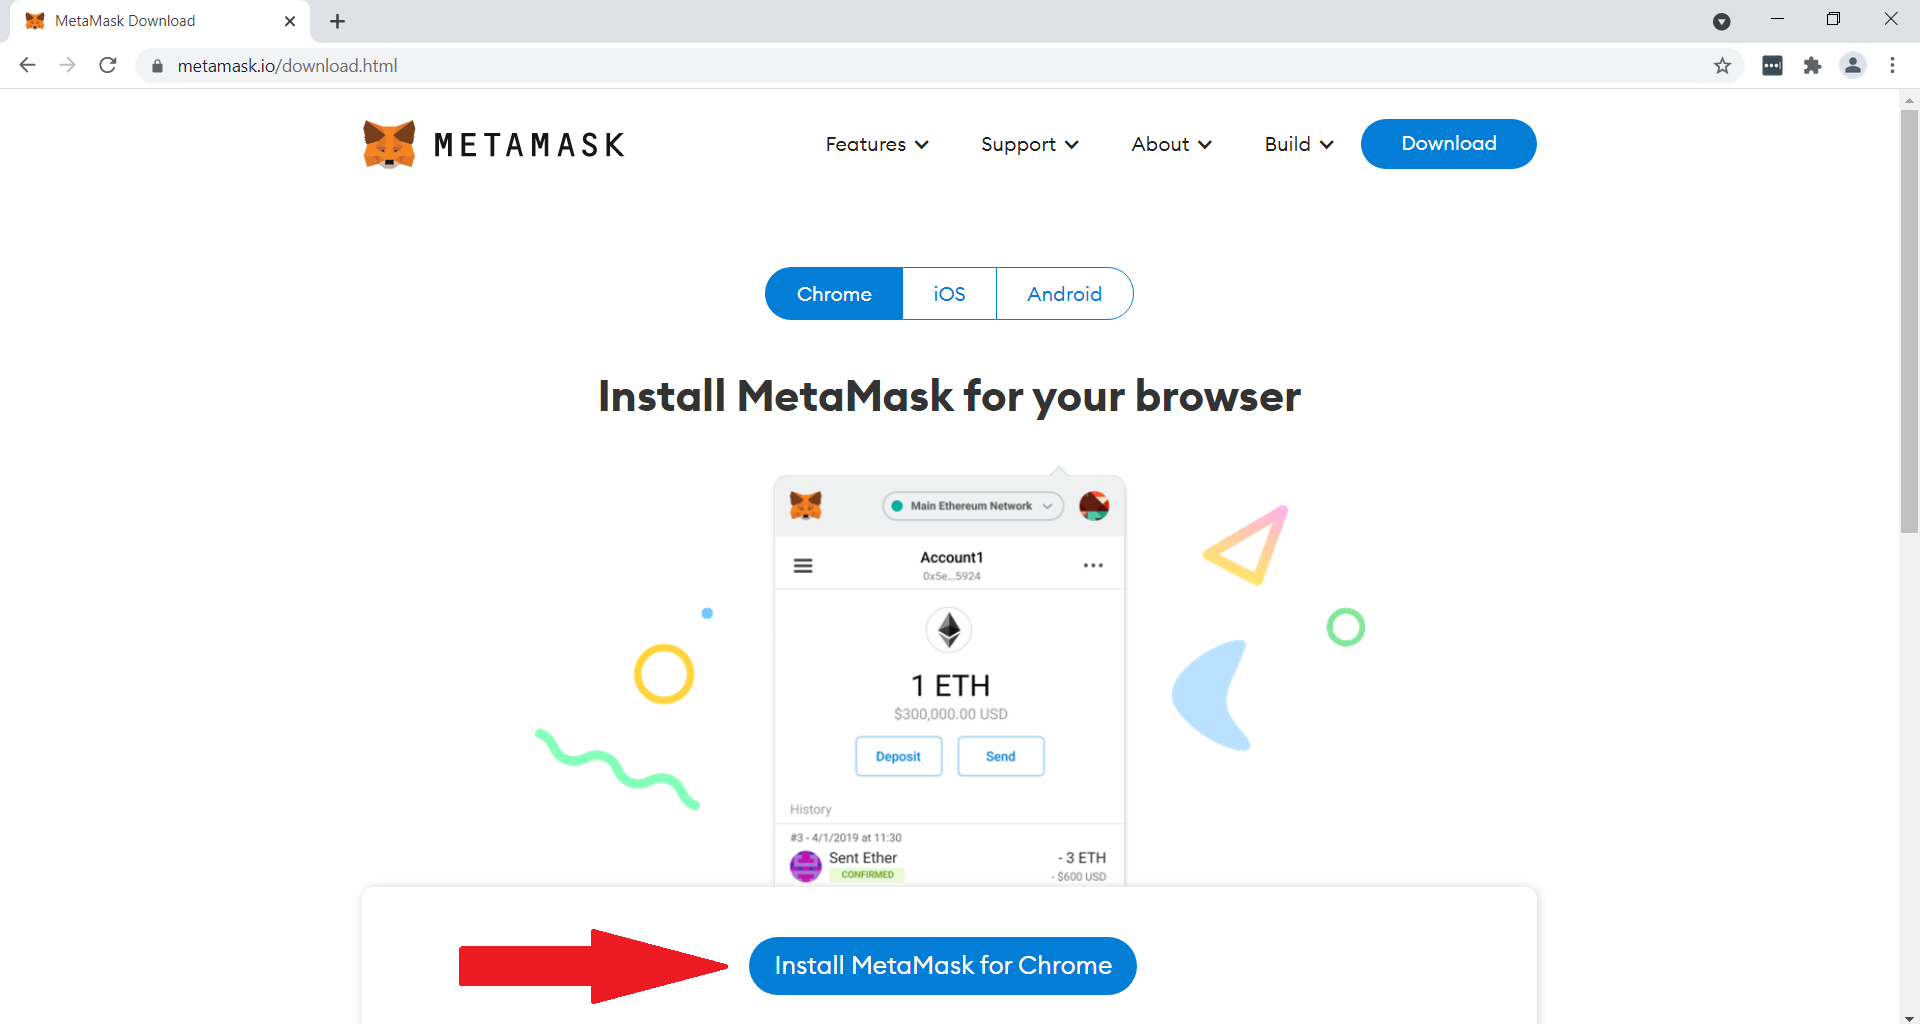 MetaMask Download
metamask.io/download.html
METAMASK
Features
Support
About
Build
Download
Chrome
iOS
Android
Install MetaMask for your browser
Main Ethereum Network
Account1
0x5e...5924
1 ETH
$300,000.00 USD
Deposit
Send
History
#3 - 4/1/2019 at 11:30
Sent Ether
- 3 ETH
CONFIRMED
- $600 USD
Install MetaMask for Chrome